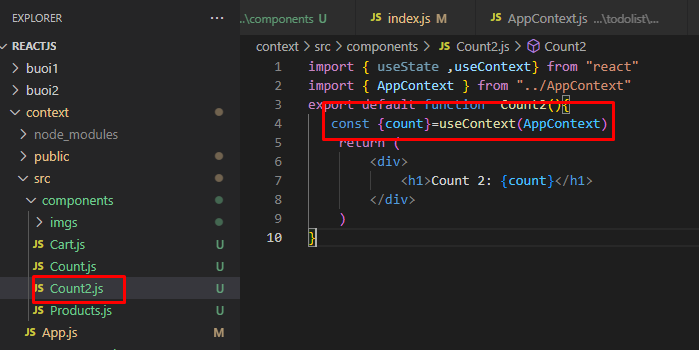 EXPLORER ...
REACTJS
buoi1
buoi2
context
node_modules
public
src
components
imgs
JS Cart.js U
JS Count.js U
JS Count2.js U
JS Products.js U
JS App.js M
..\components U
JS index.js M
JS AppContext.js ...\todolist\...
context > src > components > JS Count2.js > Count2
1 import { useState ,useContext} from "react"
2 import { AppContext } from "../AppContext"
3 export default function Count2(){
4 const {count}=useContext(AppContext)
5 return (
6 <div>
7 <h1>Count 2: {count}</h1>
8 </div>
9 )
10 }